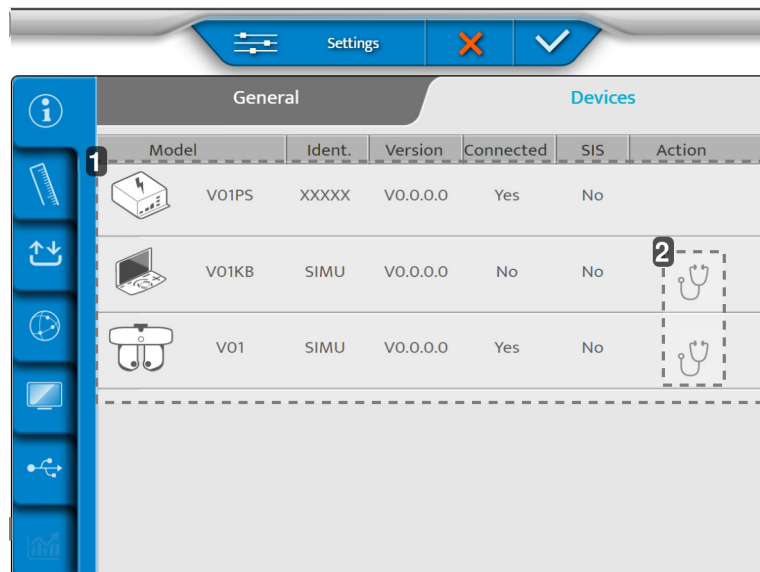 Settings
General Devices
Model Ident. Version Connected SIS Action
1
V01PS XXXXX V0.0.0.0 Yes No
2
V01KB SIMU V0.0.0.0 No No
V01 SIMU V0.0.0.0 Yes No